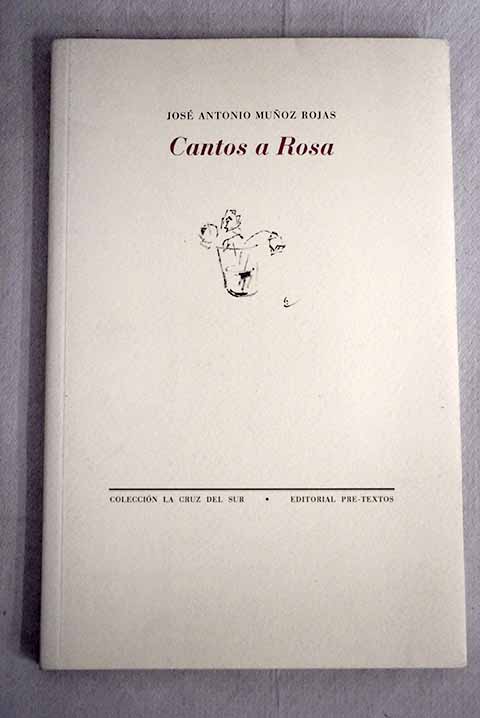 JOSÉ ANTONIO MUÑOZ ROJAS
Cantos a Rosa
COLECCIÓN LA CRUZ DEL SUR • EDITORIAL PRE-TEXTOS